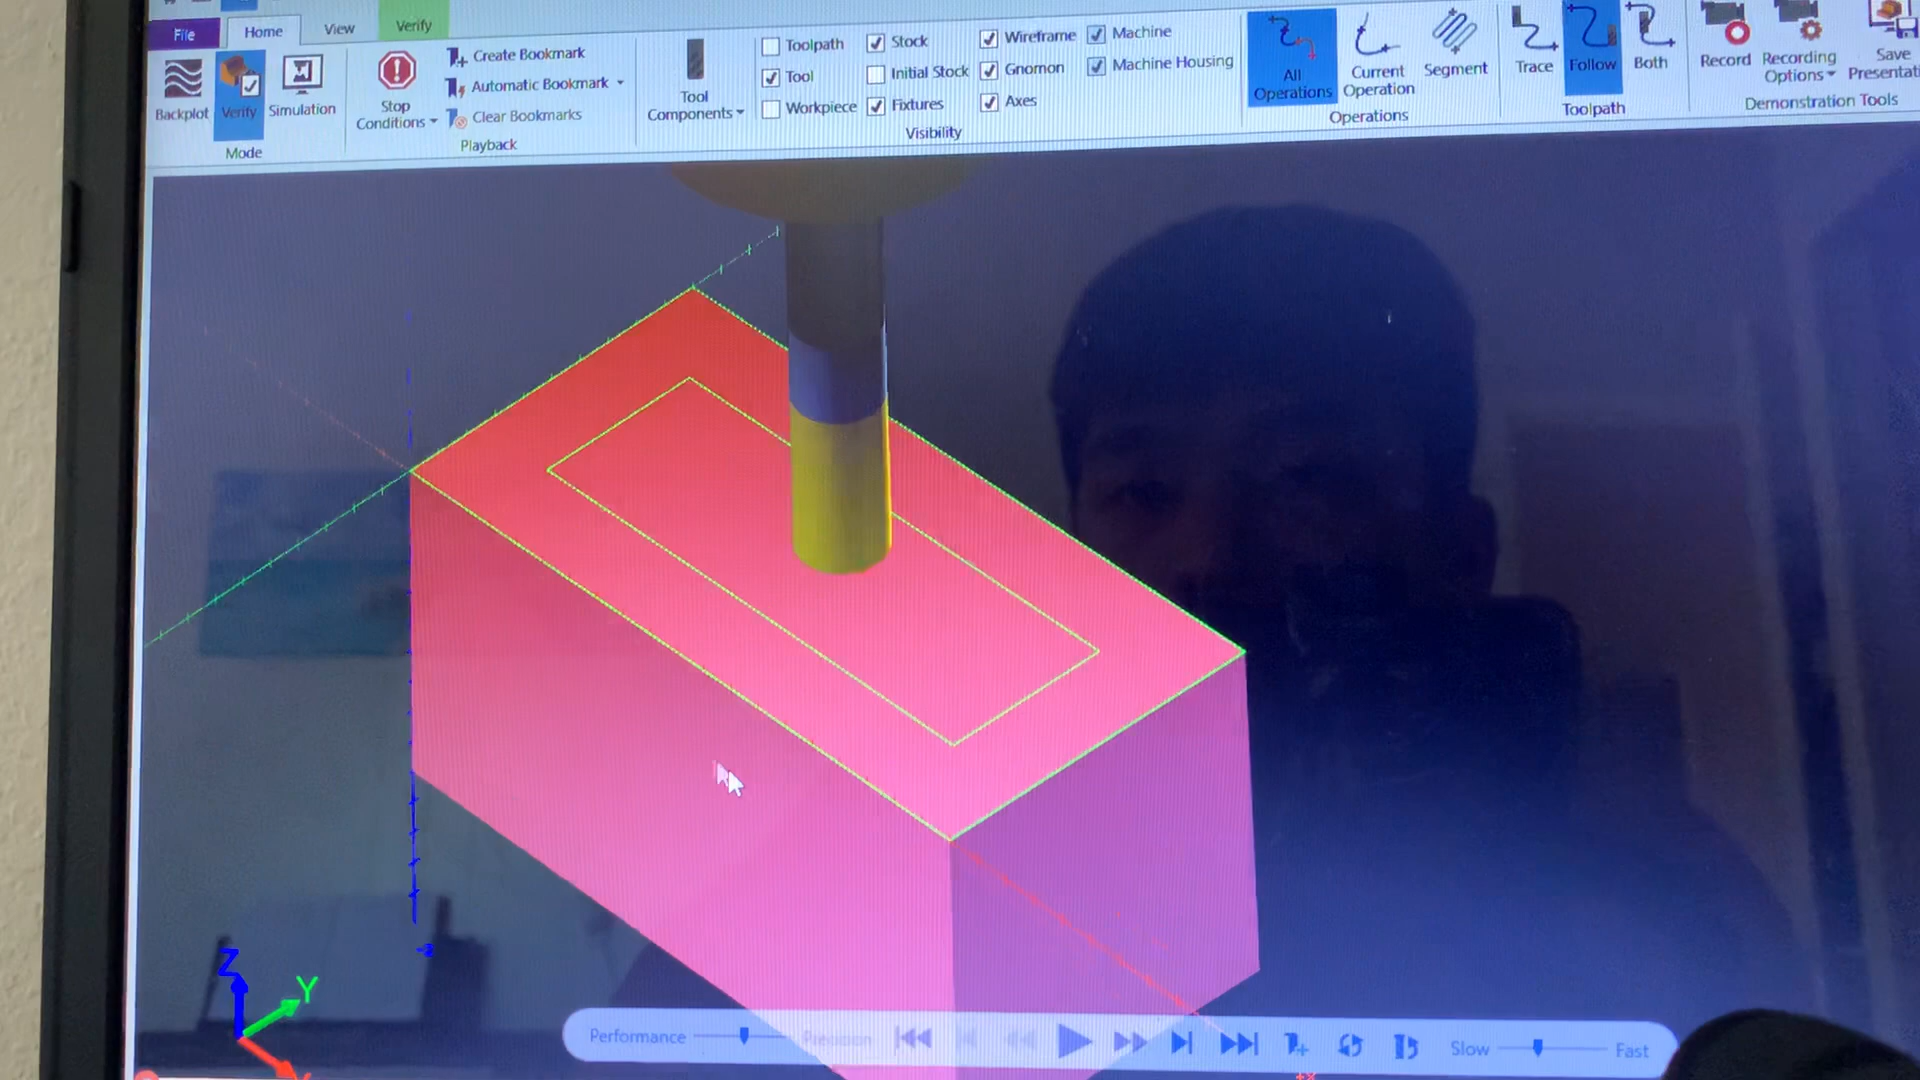 File
Home
View
Verify
Backplot
Verify
Simulation
Mode
Stop
Conditions
Create Bookmark
Automatic Bookmark
Clear Bookmarks
Playback
Tool
Components
Toolpath
Tool
Workpiece
Stock
Initial Stock
Fixtures
Wireframe
Gnomon
Axes
Machine
Machine Housing
Visibility
All
Operations
Current
Operation
Segment
Operations
Trace
Follow
Both
Toolpath
Record
Recording
Options
Save
Presentati
Demonstration Tools
Z
Y
Performance
Precision
Slow
Fast
+X